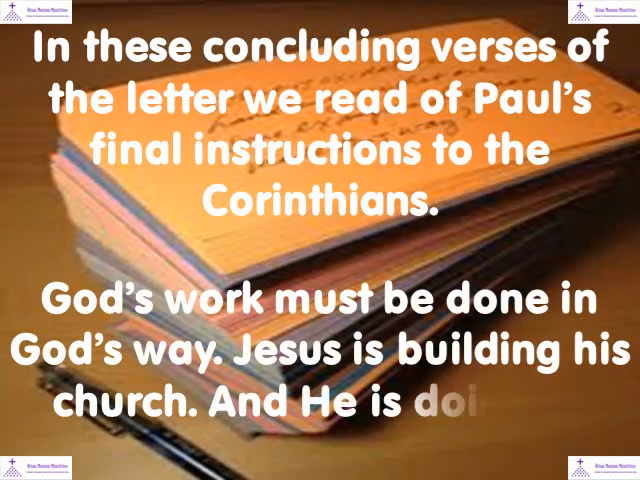 In these concluding verses of
the letter we read of Paul's
final instructions to the
Corinthians.
God's work must be done in
God's way. Jesus is building his
church. And He is doi